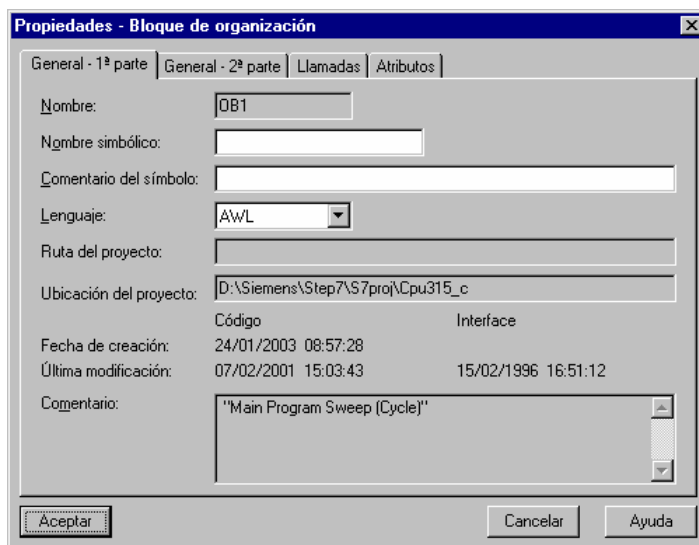 Propiedades - Bloque de organización
General - 1ª parte General - 2ª parte Llamadas Atributos
Nombre: OB1
Nombre simbólico:
Comentario del símbolo:
Lenguaje: AWL
Ruta del proyecto:
Ubicación del proyecto: D:\Siemens\Step7\S7proj\Cpu315_c
Código Interface
Fecha de creación: 24/01/2003 08:57:28
Última modificación: 07/02/2001 15:03:43 15/02/1996 16:51:12
Comentario: "Main Program Sweep (Cycle)"
Aceptar Cancelar Ayuda